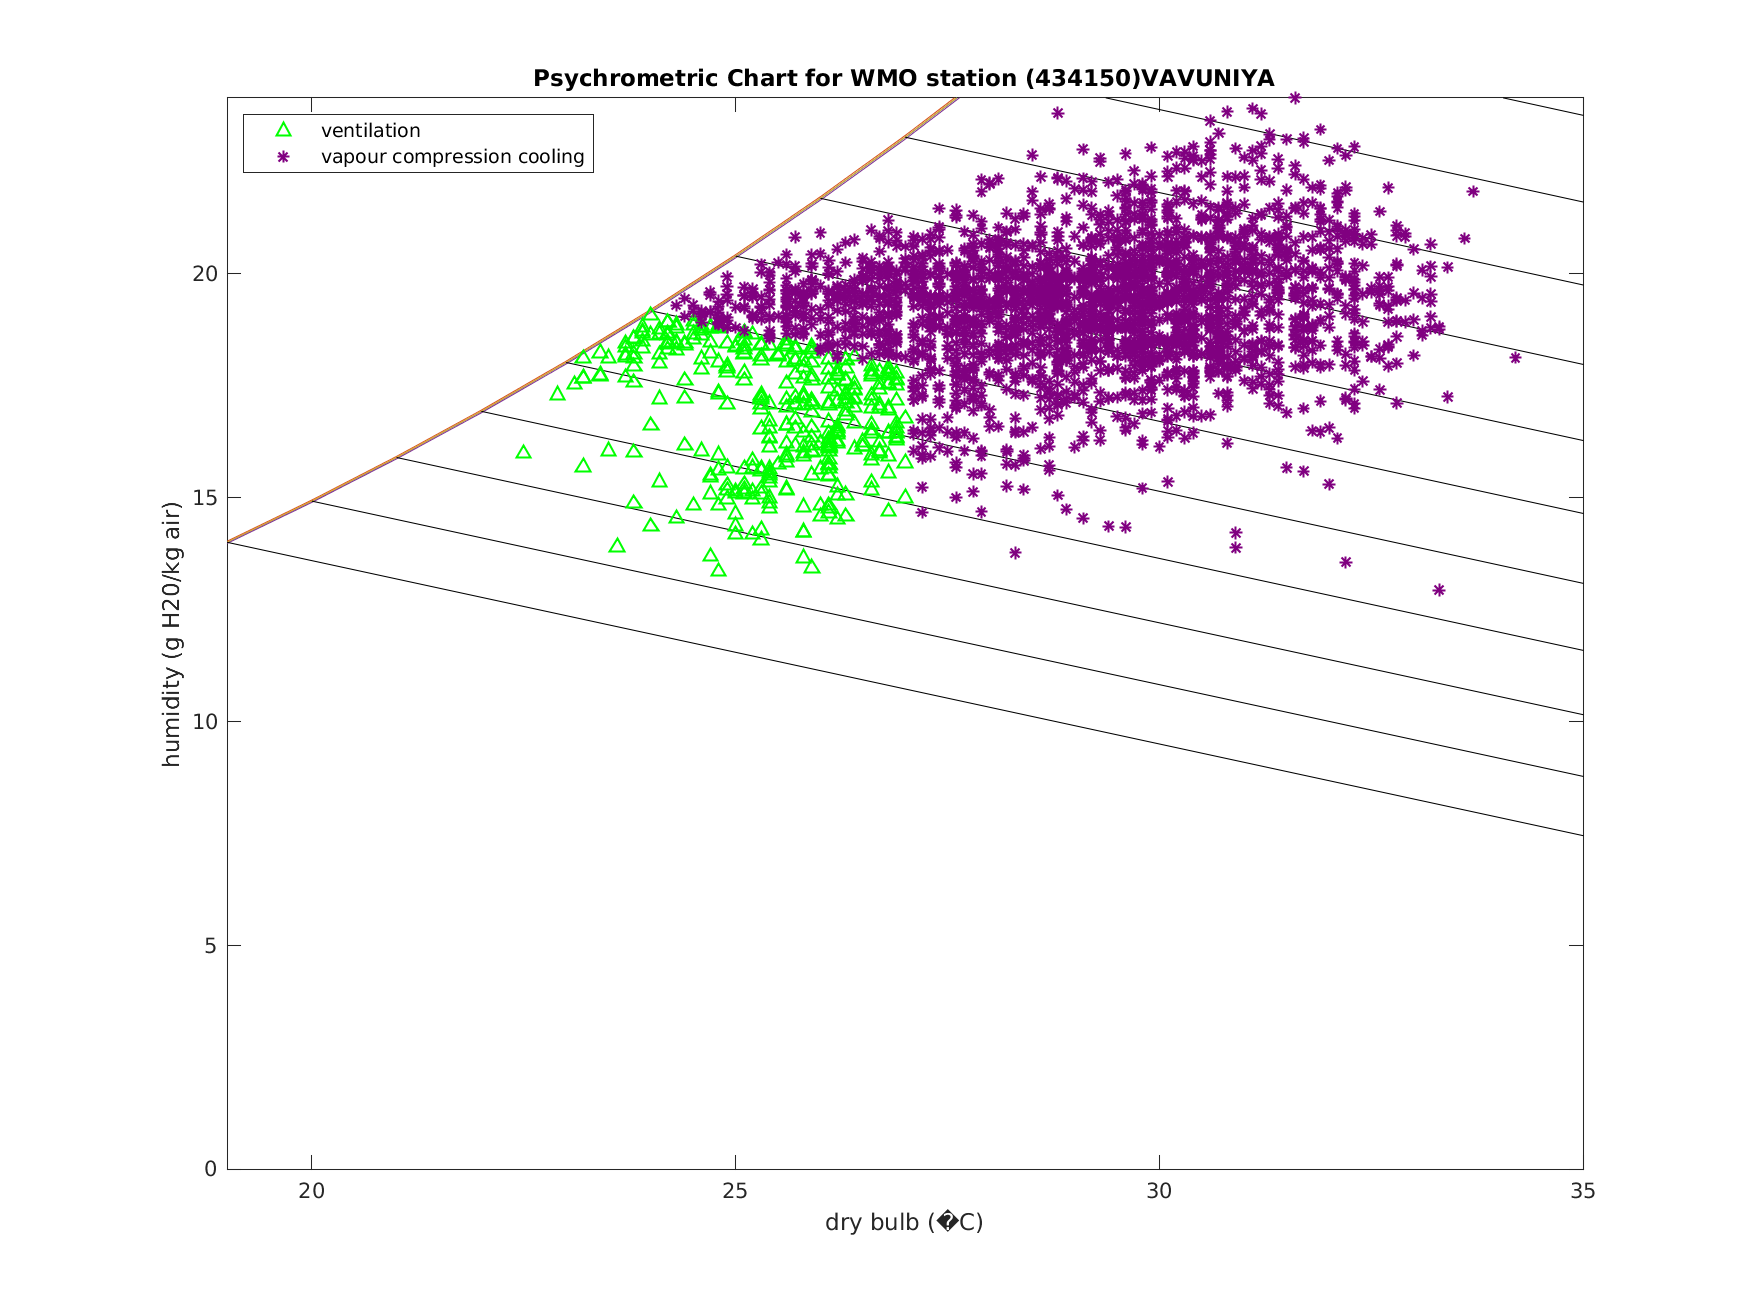 Psychrometric Chart for WMO station (434150)VAVUNIYA
ventilation
vapour compression cooling
humidity (g H20/kg air)
20
15
10
5
0
20
25
30
35
dry bulb (�C)